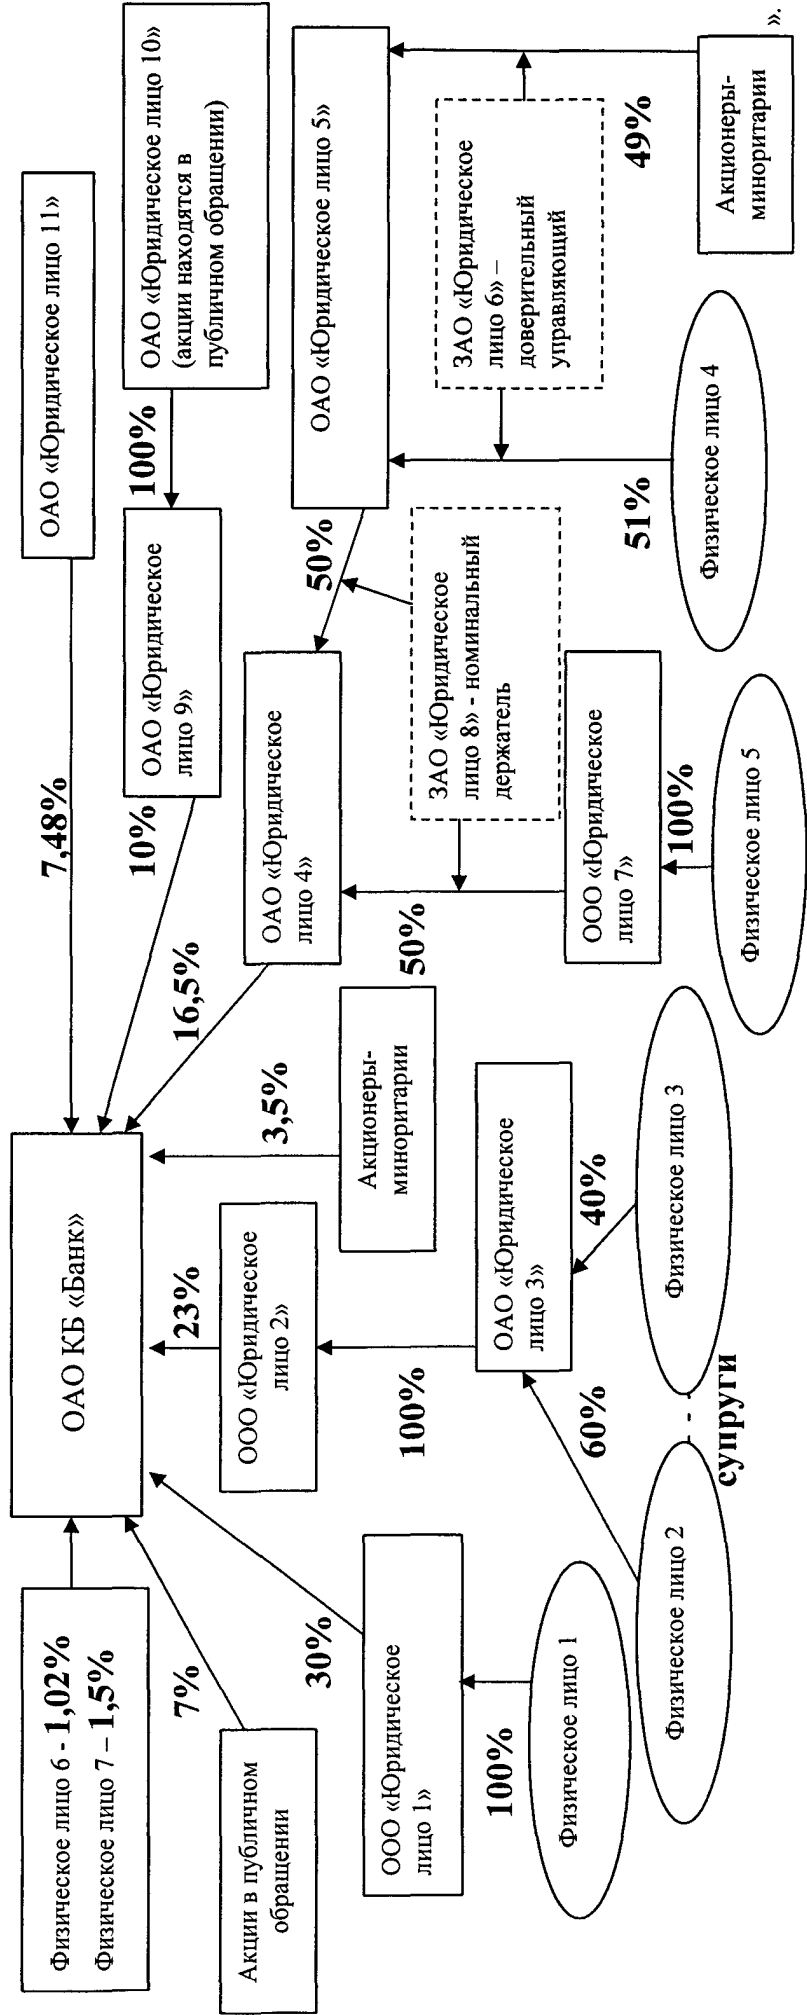 ОАО КБ «Банк»
Физическое лицо 6 - 1,02%
Физическое лицо 7 – 1,5%
7,48%
ОАО «Юридическое лицо 11»
Акции в публичном
обращении
7%
ООО «Юридическое
лицо 1»
30%
100%
Физическое лицо 1
ООО «Юридическое
лицо 2»
23%
100%
ОАО «Юридическое
лицо 3»
60%
40%
Физическое лицо 2
супруги
Физическое лицо 3
Акционеры-
миноритарии
3,5%
16,5%
ОАО «Юридическое
лицо 4»
10%
ОАО «Юридическое
лицо 9»
100%
ОАО «Юридическое лицо 10»
(акции находятся в
публичном обращении)
50%
50%
ЗАО «Юридическое
лицо 8» - номинальный
держатель
ООО «Юридическое
лицо 7»
100%
Физическое лицо 5
ОАО «Юридическое лицо 5»
ЗАО «Юридическое
лицо 6» –
доверительный
управляющий
51%
Физическое лицо 4
49%
Акционеры-
миноритарии
».